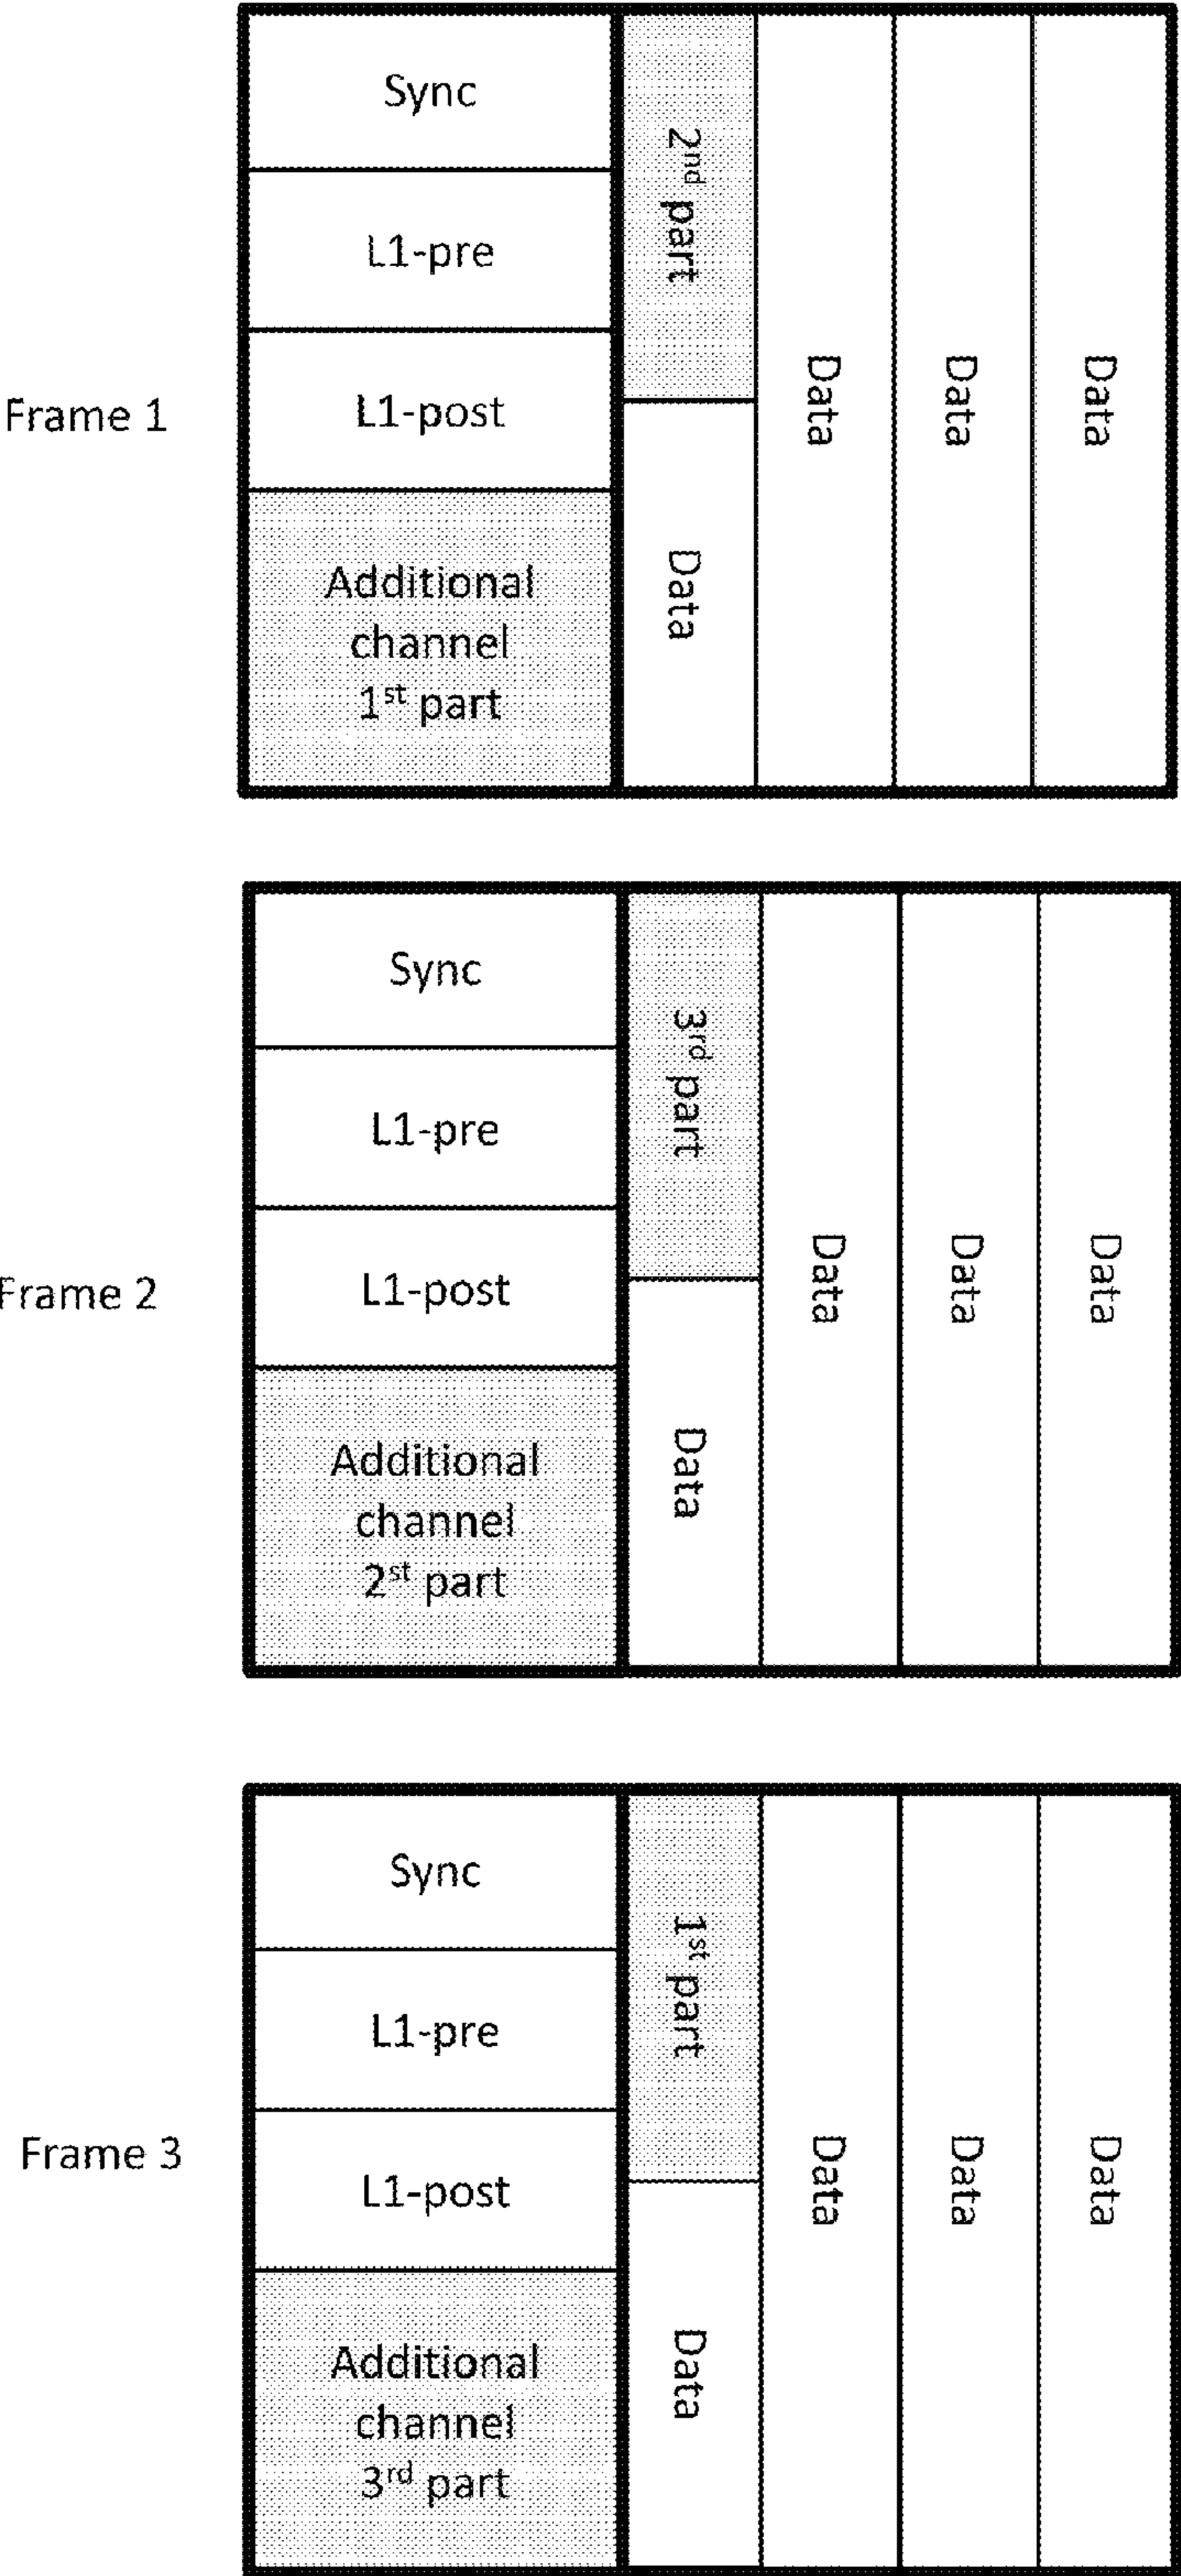 Frame 1
Sync
L1-pre
L1-post
Additional
channel
1st part
2nd part
Data
Data
Data
Data
Frame 2
Sync
L1-pre
L1-post
Additional
channel
2st part
3rd part
Data
Data
Data
Data
Frame 3
Sync
L1-pre
L1-post
Additional
channel
3rd part
1st part
Data
Data
Data
Data